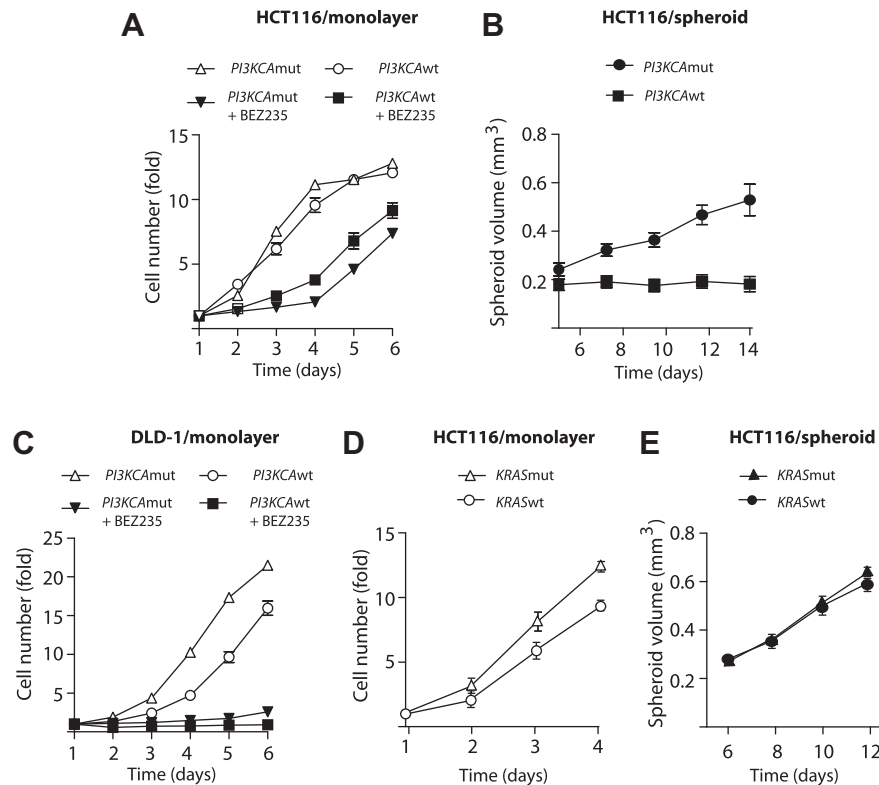 A
HCT116/monolayer
PI3KCAmut
PI3KCAwt
PI3KCAmut
+ BEZ235
PI3KCAwt
+ BEZ235
15
10
5
Cell number (fold)
1 2 3 4 5 6
Time (days)
B
HCT116/spheroid
PI3KCAmut
PI3KCAwt
0.8
0.6
0.4
0.2
Spheroid volume (mm3)
6 8 10 12 14
Time (days)
C
DLD-1/monolayer
PI3KCAmut
PI3KCAwt
PI3KCAmut
+ BEZ235
PI3KCAwt
+ BEZ235
25
20
15
10
5
Cell number (fold)
1 2 3 4 5 6
Time (days)
D
HCT116/monolayer
KRASmut
KRASwt
15
10
5
Cell number (fold)
1 2 3 4
Time (days)
E
HCT116/spheroid
KRASmut
KRASwt
0.8
0.6
0.4
0.2
Spheroid volume (mm3)
6 8 10 12
Time (days)